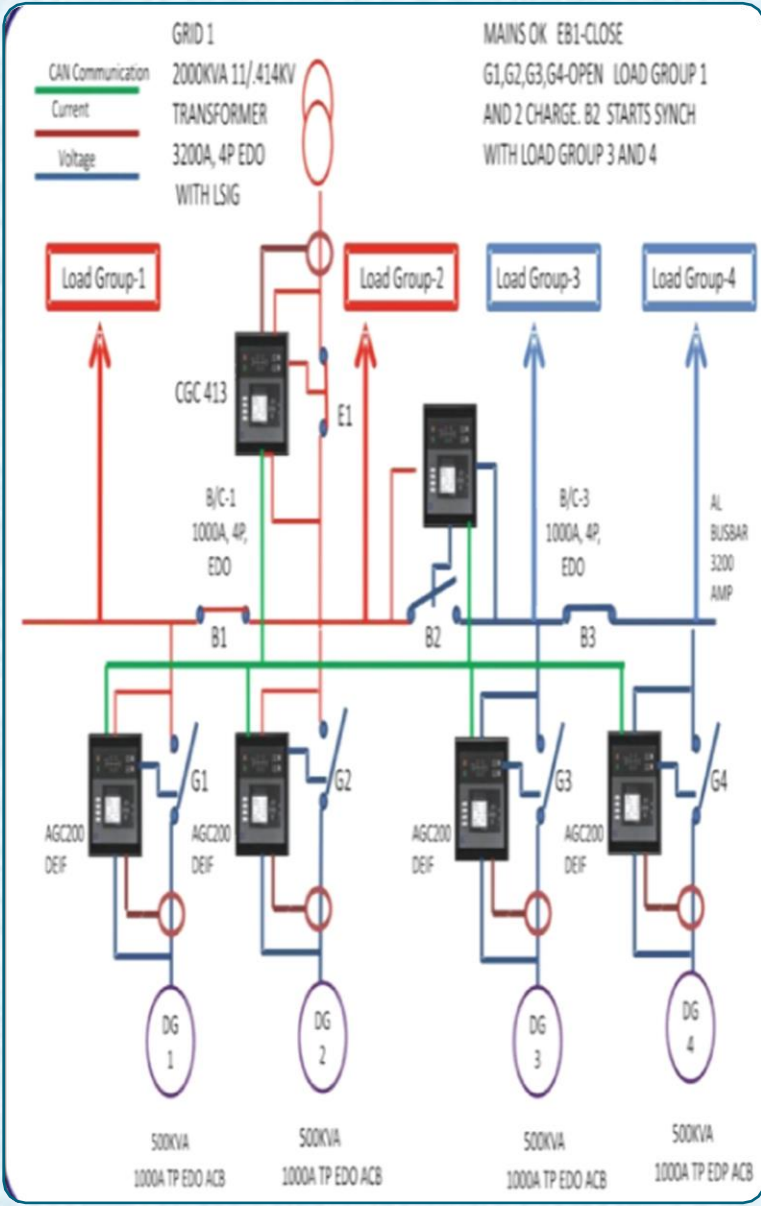 GRID 1
2000KVA 11/.414KV
TRANSFORMER
3200A, 4P EDO
WITH LSIG
MAINS OK EB1-CLOSE
G1,G2,G3,G4-OPEN LOAD GROUP 1
AND 2 CHARGE. B2 STARTS SYNCH
WITH LOAD GROUP 3 AND 4
CAN Communication
Current
Voltage
Load Group-1
Load Group-2
Load Group-3
Load Group-4
CGC 413
E1
B/C-1
1000A, 4P,
EDO
B/C-3
1000A, 4P,
EDO
AL
BUSBAR
3200
AMP
B1
B2
B3
G1
G2
G3
G4
AGC200
DEIF
AGC200
DEIF
AGC200
DEIF
AGC200
DEIF
DG
1
DG
2
DG
3
DG
4
500KVA
1000A TP EDO ACB
500KVA
1000A TP EDO ACB
500KVA
1000A TP EDO ACB
500KVA
1000A TP EDP ACB